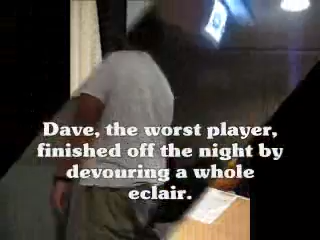 Dave, the worst player,
finished off the night by
devouring a whole
eclair.